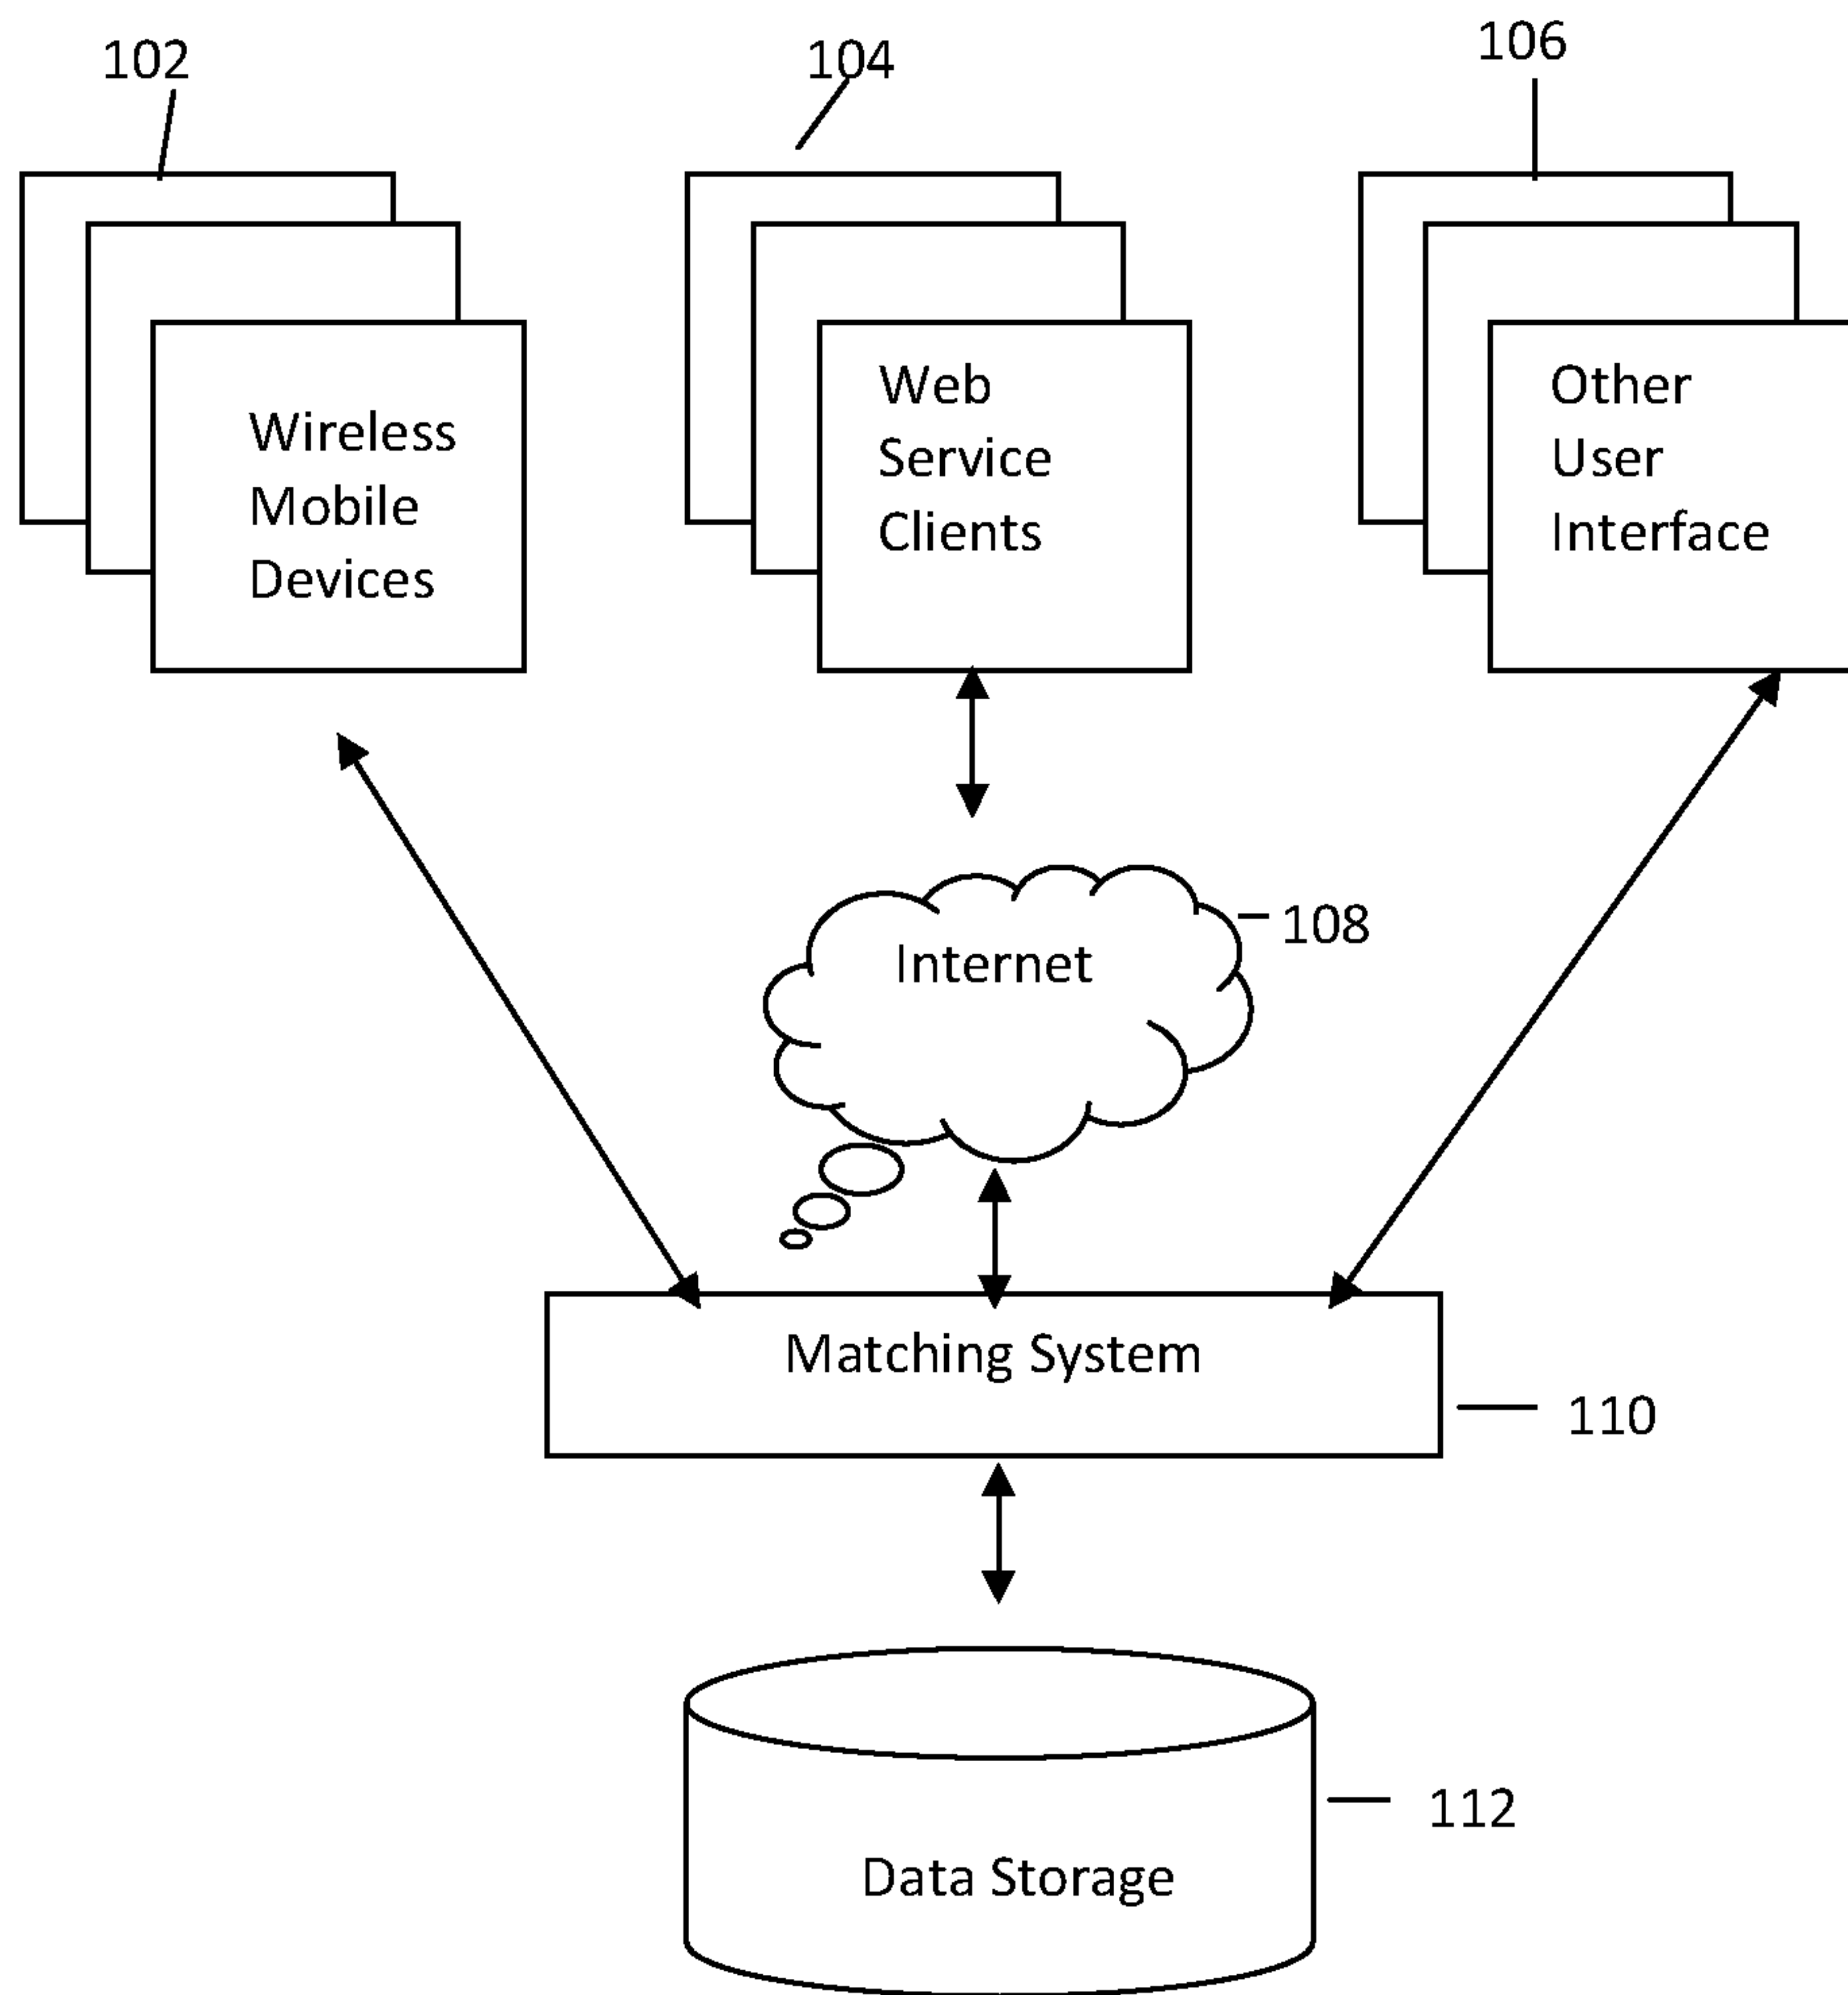 102
104
106
Wireless
Mobile
Devices
Web
Service
Clients
Other
User
Interface
Internet
108
Matching System
110
112
Data Storage